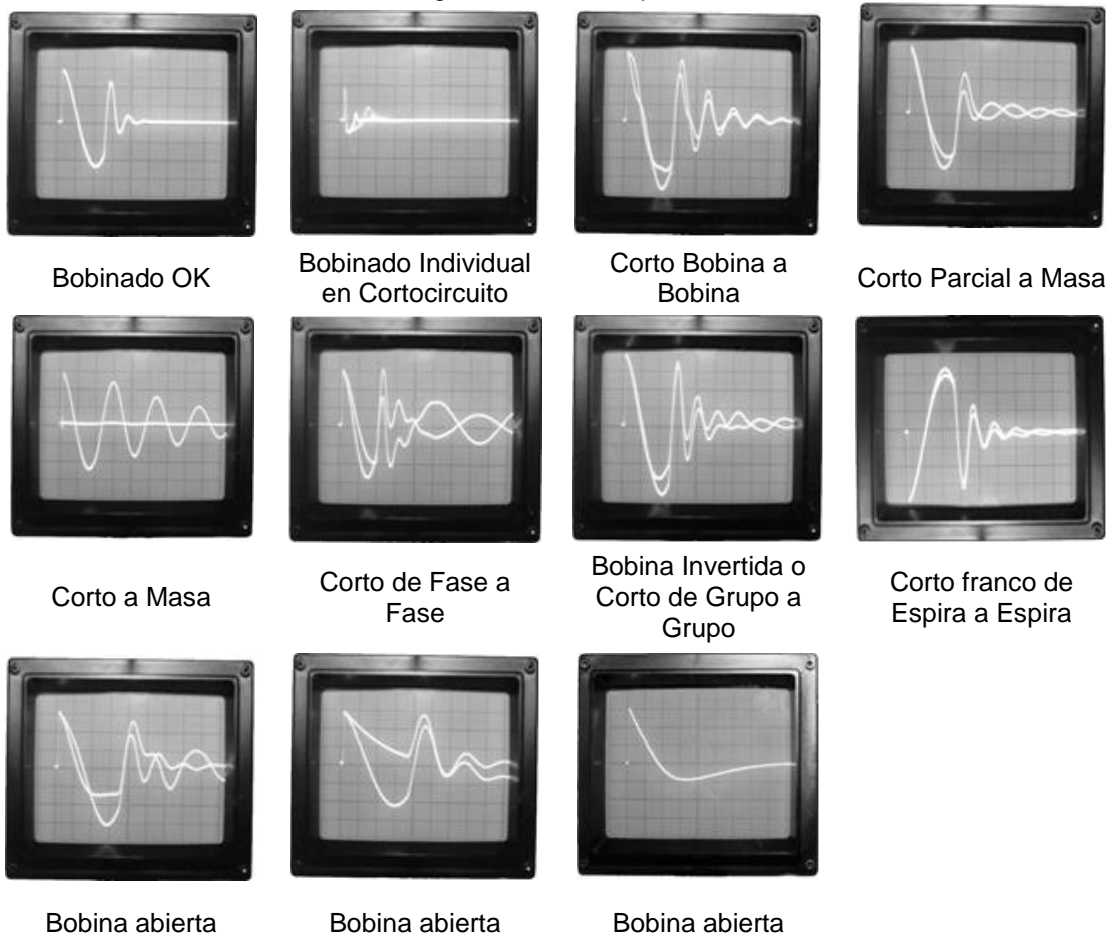 Bobinado OK
Bobinado Individual
en Cortocircuito
Corto Bobina a
Bobina
Corto Parcial a Masa
Corto a Masa
Corto de Fase a
Fase
Bobina Invertida o
Corto de Grupo a
Grupo
Corto franco de
Espira a Espira
Bobina abierta
Bobina abierta
Bobina abierta